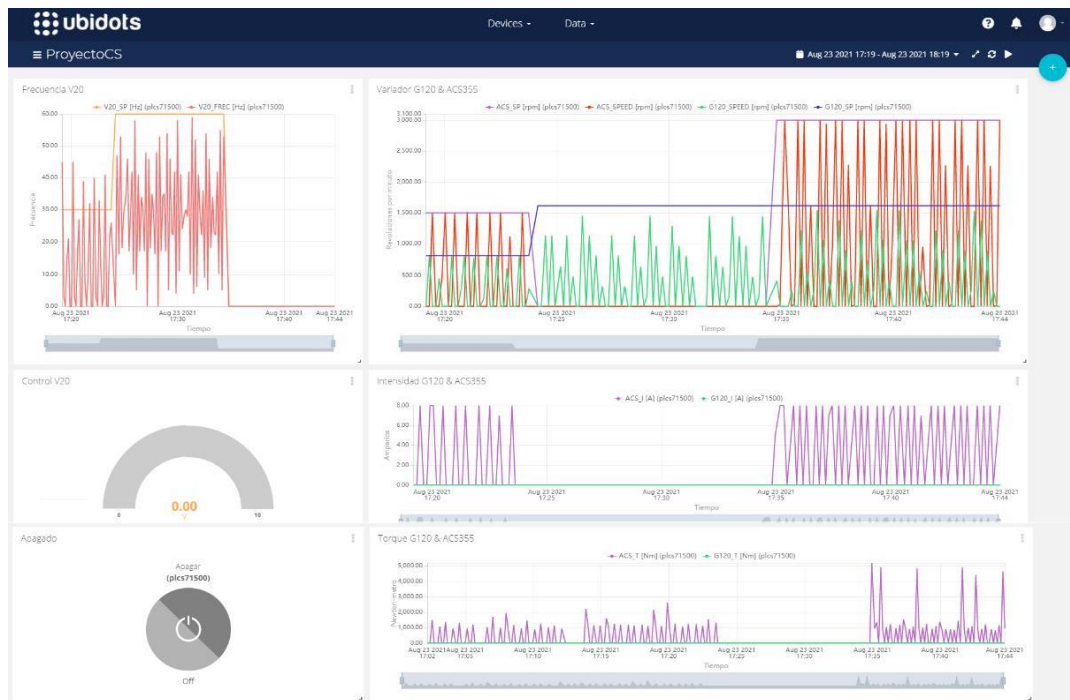 ubidots
Devices
Data
ProyectoCS
Aug 23 2021 17:19 - Aug 23 2021 18:19
Frecuencia V20
V20_SP [Hz] (plcs71500)
V20_FREC [Hz] (plcs71500)
60.00
50.00
40.00
30.00
20.00
10.00
0.00
Frecuencia
Aug 23 2021 17:20
Aug 23 2021 17:30
Aug 23 2021 17:40
Aug 23 2021 17:44
Tiempo
Variador G120 & ACS355
ACS_SP [rpm] (plcs71500)
ACS_SPEED [rpm] (plcs71500)
G120_SPEED [rpm] (plcs71500)
G120_SP [rpm] (plcs71500)
3,100.00
3,000.00
2,500.00
2,000.00
1,500.00
1,000.00
500.00
0.00
Revoluciones por minuto
Aug 23 2021 17:20
Aug 23 2021 17:25
Aug 23 2021 17:30
Aug 23 2021 17:35
Aug 23 2021 17:40
Aug 23 2021 17:44
Tiempo
Control V20
0.00
V
0
10
Intensidad G120 & ACS355
ACS_I [A] (plcs71500)
G120_I [A] (plcs71500)
8.00
6.00
4.00
2.00
0.00
Amperios
Aug 23 2021 17:20
Aug 23 2021 17:25
Aug 23 2021 17:30
Aug 23 2021 17:35
Aug 23 2021 17:40
Aug 23 2021 17:44
Tiempo
Apagado
Apagar
(plcs71500)
Off
Torque G120 & ACS355
ACS_T [Nm] (plcs71500)
G120_T [Nm] (plcs71500)
5,000.00
4,000.00
3,000.00
2,000.00
1,000.00
0.00
Aug 23 2021 17:02
Aug 23 2021 17:05
Aug 23 2021 17:10
Aug 23 2021 17:15
Aug 23 2021 17:20
Aug 23 2021 17:25
Aug 23 2021 17:30
Aug 23 2021 17:35
Aug 23 2021 17:40
Aug 23 2021 17:44
Tiempo